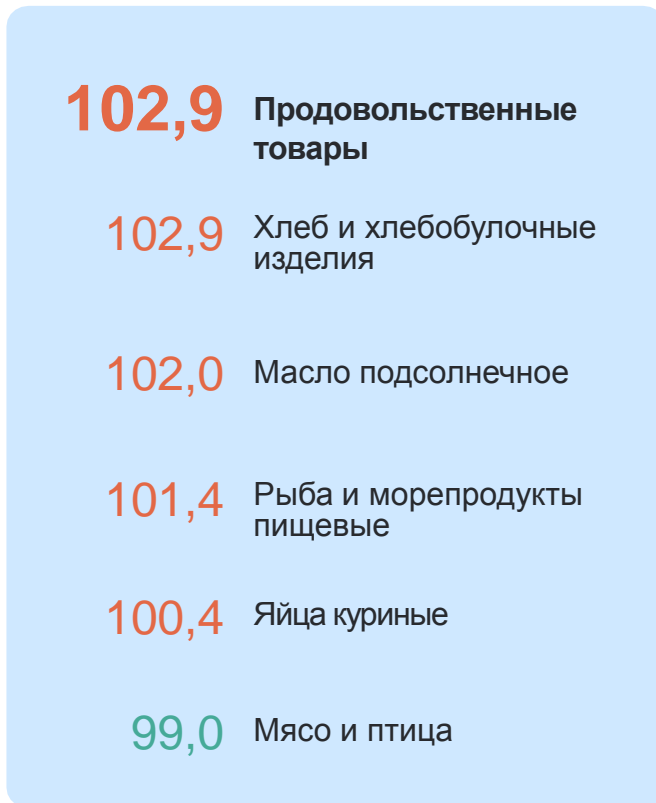 102,9 Продовольственные
товары
102,9 Хлеб и хлебобулочные
изделия
102,0 Масло подсолнечное
101,4 Рыба и морепродукты
пищевые
100,4 Яйца куриные
99,0 Мясо и птица